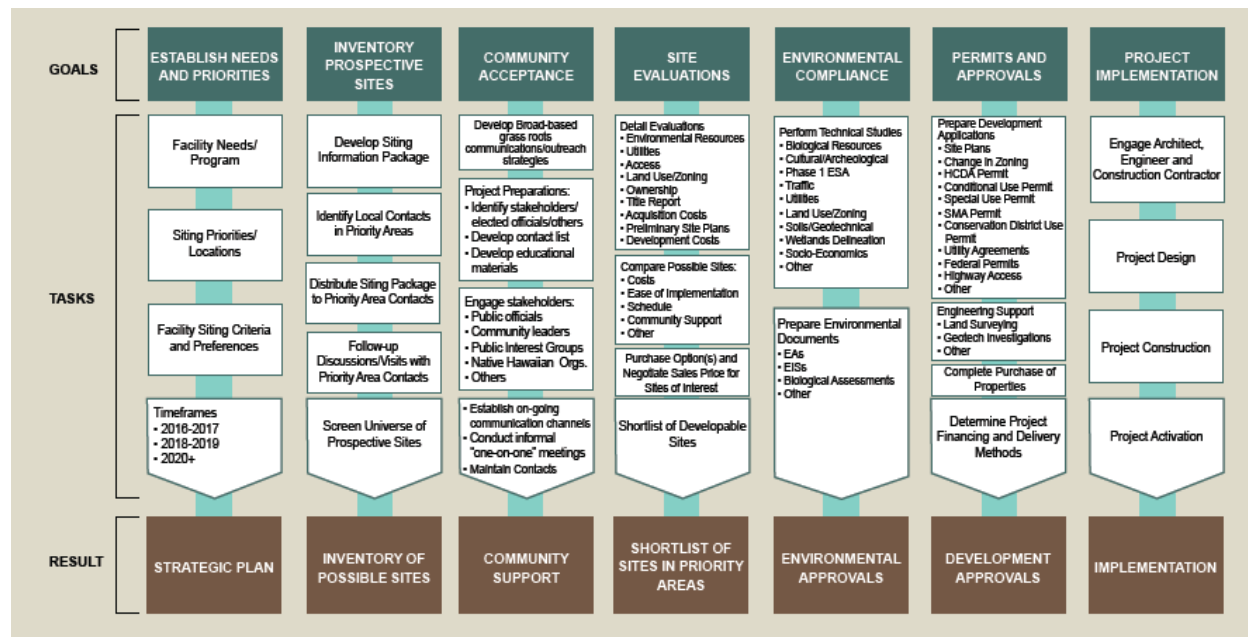 GOALS
ESTABLISH NEEDS
AND PRIORITIES
INVENTORY
PROSPECTIVE
SITES
COMMUNITY
ACCEPTANCE
SITE
EVALUATIONS
ENVIRONMENTAL
COMPLIANCE
PERMITS AND
APPROVALS
PROJECT
IMPLEMENTATION
TASKS
Facility Needs/
Program
Siting Priorities/
Locations
Facility Siting Criteria
and Preferences
Timeframes
• 2016-2017
• 2018-2019
• 2020+
Develop Siting
Information Package
Identify Local Contacts
in Priority Areas
Distribute Siting Package
to Priority Area Contacts
Follow-up
Discussions/Visits with
Priority Area Contacts
Screen Universe of
Prospective Sites
Develop Broad-based
grass roots
communications/outreach
strategies
Project Preparations:
• Identify stakeholders/
elected officials/others
• Develop contact list
• Develop educational
materials
Engage stakeholders:
• Public officials
• Community leaders
• Public Interest Groups
• Native Hawaiian Orgs.
• Others
• Establish on-going
communication channels
• Conduct informal
"one-on-one" meetings
• Maintain Contacts
Detail Evaluations
• Environmental Resources
• Utilities
• Access
• Land Use/Zoning
• Ownership
• Title Report
• Acquisition Costs
• Preliminary Site Plans
• Development Costs
Compare Possible Sites:
• Costs
• Ease of Implementation
• Schedule
• Community Support
• Other
Purchase Option(s) and
Negotiate Sales Price for
Sites of Interest
Shortlist of Developable
Sites
Perform Technical Studies
• Biological Resources
• Cultural/Archeological
• Phase 1 ESA
• Traffic
• Utilities
• Land Use/Zoning
• Soils/Geotechnical
• Wetlands Delineation
• Socio-Economics
• Other
Prepare Environmental
Documents
• EAs
• EISs
• Biological Assessments
• Other
Prepare Development
Applications
• Site Plans
• Change in Zoning
• HCDA Permit
• Conditional Use Permit
• Special Use Permit
• SMA Permit
• Conservation District Use
Permit
• Utility Agreements
• Federal Permits
• Highway Access
• Other
Engineering Support
• Land Surveying
• Geotech Investigations
• Other
Complete Purchase of
Properties
Determine Project
Financing and Delivery
Methods
Engage Architect,
Engineer and
Construction Contractor
Project Design
Project Construction
Project Activation
RESULT
STRATEGIC PLAN
INVENTORY OF
POSSIBLE SITES
COMMUNITY
SUPPORT
SHORTLIST OF
SITES IN PRIORITY
AREAS
ENVIRONMENTAL
APPROVALS
DEVELOPMENT
APPROVALS
IMPLEMENTATION